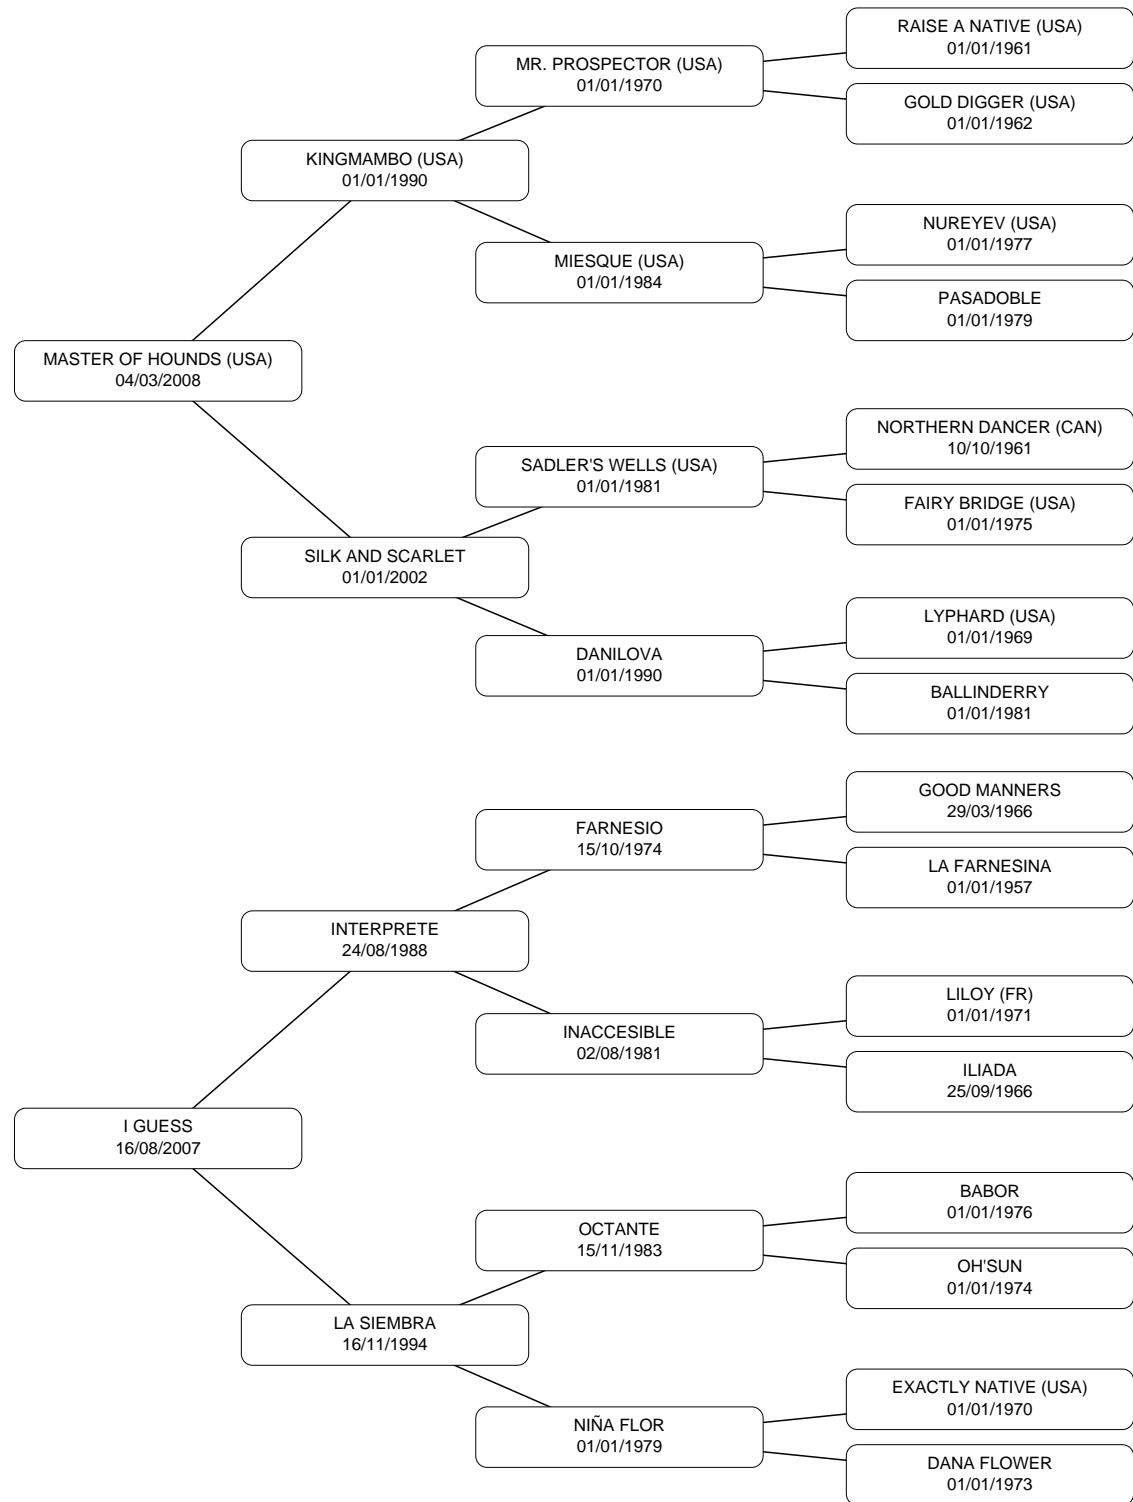 RAISE A NATIVE (USA)
01/01/1961
MR. PROSPECTOR (USA)
01/01/1970
GOLD DIGGER (USA)
01/01/1962
KINGMAMBO (USA)
01/01/1990
NUREYEV (USA)
01/01/1977
MIESQUE (USA)
01/01/1984
PASADOBLE
01/01/1979
MASTER OF HOUNDS (USA)
04/03/2008
NORTHERN DANCER (CAN)
10/10/1961
SADLER'S WELLS (USA)
01/01/1981
FAIRY BRIDGE (USA)
01/01/1975
SILK AND SCARLET
01/01/2002
LYPHARD (USA)
01/01/1969
DANILOVA
01/01/1990
BALLINDERRY
01/01/1981
GOOD MANNERS
29/03/1966
FARNESIO
15/10/1974
LA FARNESINA
01/01/1957
INTERPRETE
24/08/1988
LILOY (FR)
01/01/1971
INACCESIBLE
02/08/1981
ILIADA
25/09/1966
I GUESS
16/08/2007
BABOR
01/01/1976
OCTANTE
15/11/1983
OH'SUN
01/01/1974
LA SIEMBRA
16/11/1994
EXACTLY NATIVE (USA)
01/01/1970
NIÑA FLOR
01/01/1979
DANA FLOWER
01/01/1973